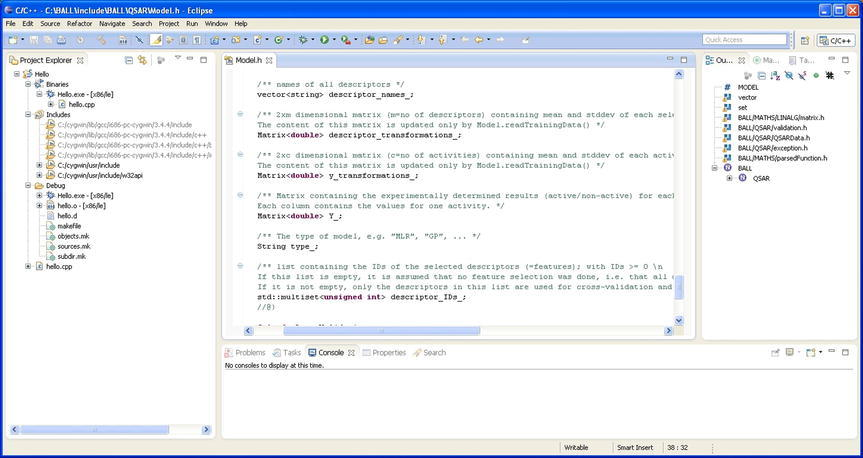 C/C++ - C:\BALL\include\BALL\QSAR\Model.h - Eclipse
File Edit Source Refactor Navigate Search Project Run Window Help
Quick Access
C/C++
Project Explorer
Hello
Binaries
Hello.exe - [x86/le]
hello.cpp
Includes
C:/cygwin/lib/gcc/i686-pc-cygwin/3.4.4/include
C:/cygwin/lib/gcc/i686-pc-cygwin/3.4.4/include/c++
C:/cygwin/lib/gcc/i686-pc-cygwin/3.4.4/include/c++/b
C:/cygwin/lib/gcc/i686-pc-cygwin/3.4.4/include/c++/i
C:/cygwin/usr/include
C:/cygwin/usr/include/w32api
Debug
Hello.exe - [x86/le]
hello.o - [x86/le]
hello.d
makefile
objects.mk
sources.mk
subdir.mk
hello.cpp
Model.h
/** names of all descriptors */
vector<string> descriptor_names_;
/** 2xm dimensional matrix (m=no of descriptors) containing mean and stddev of each sele
The content of this matrix is updated only by Model.readTrainingData() */
Matrix<double> descriptor_transformations_;
/** 2xc dimensional matrix (c=no of activities) containing mean and stddev of each activ
The content of this matrix is updated only by Model.readTrainingData() */
Matrix<double> y_transformations_;
/** Matrix containing the experimentally determined results (active/non-active) for each
Each column contains the values for one activity. */
Matrix<double> Y_;
/** The type of model, e.g. "MLR", "GP", ... */
String type_;
/** list containing the IDs of the selected descriptors (=features); with IDs >= 0 \n
If this list is empty, it is assumed that no feature selection was done, i.e. that all d
If it is not empty, only the descriptors in this list are used for cross-validation and
std::multiset<unsigned int> descriptor_IDs_;
//@}
Ou...
Ma...
Ta...
MODEL
vector
set
BALL/MATHS/LINALG/matrix.h
BALL/QSAR/validation.h
BALL/QSAR/QSARData.h
BALL/QSAR/exception.h
BALL/MATHS/parsedFunction.h
BALL
QSAR
Problems Tasks Console Properties Search
No consoles to display at this time.
Writable Smart Insert 38 : 32